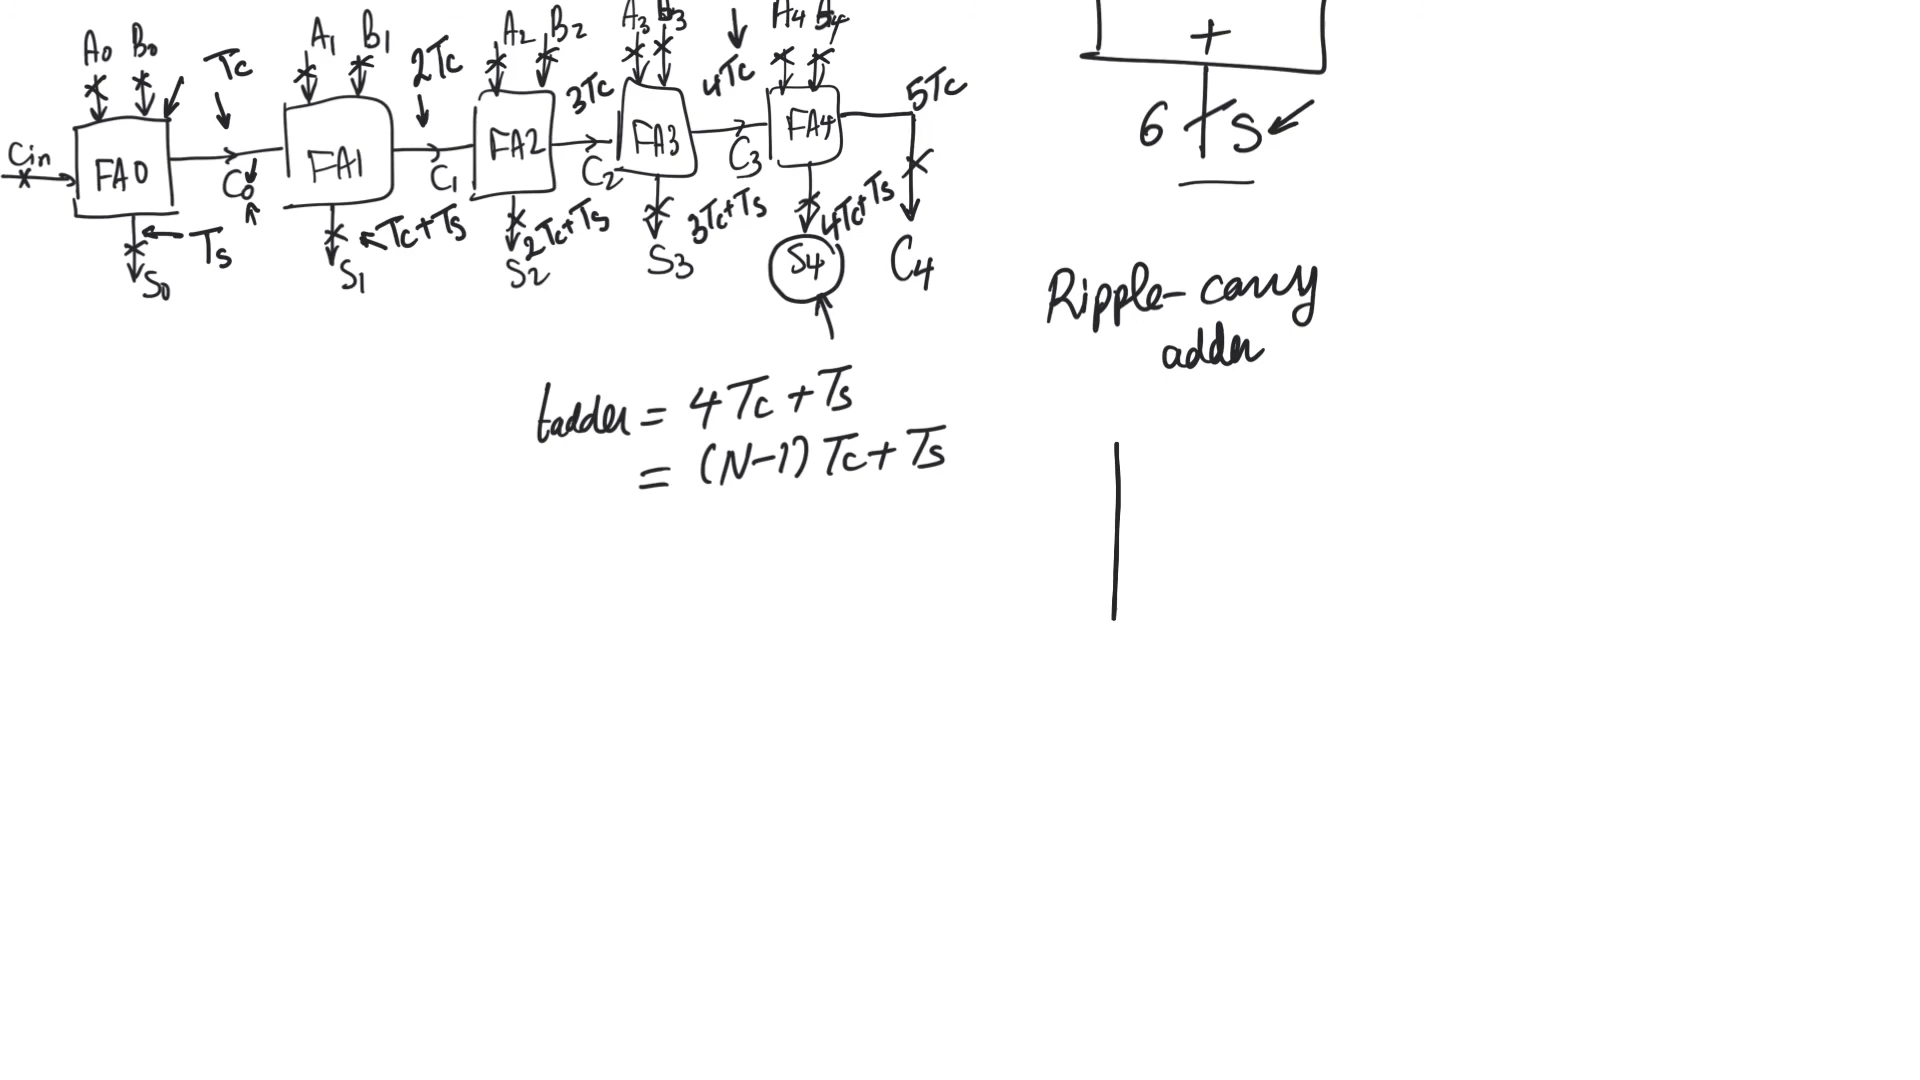 A0 B0 Tc A1 B1 2Tc A2 B2 3Tc A3 B3 4Tc A4 B4 5Tc
Cin FA0 C0 FA1 C1 FA2 C2 FA3 C3 FA4
Ts Tc+Ts 2Tc+Ts 3Tc+Ts 4Tc+Ts
S0 S1 S2 S3 S4 C4
+
6 S
Ripple-carry
adder
tadder = 4Tc + Ts
= (N-1) Tc + Ts